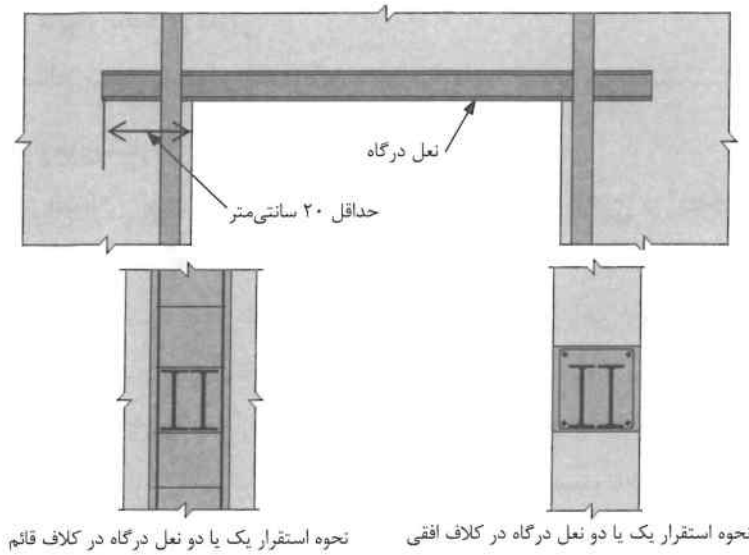 نعل درگاه
حداقل ۲۰ سانتی‌متر
نحوه استقرار یک یا دو نعل درگاه در کلاف افقی
نحوه استقرار یک یا دو نعل درگاه در کلاف قائم